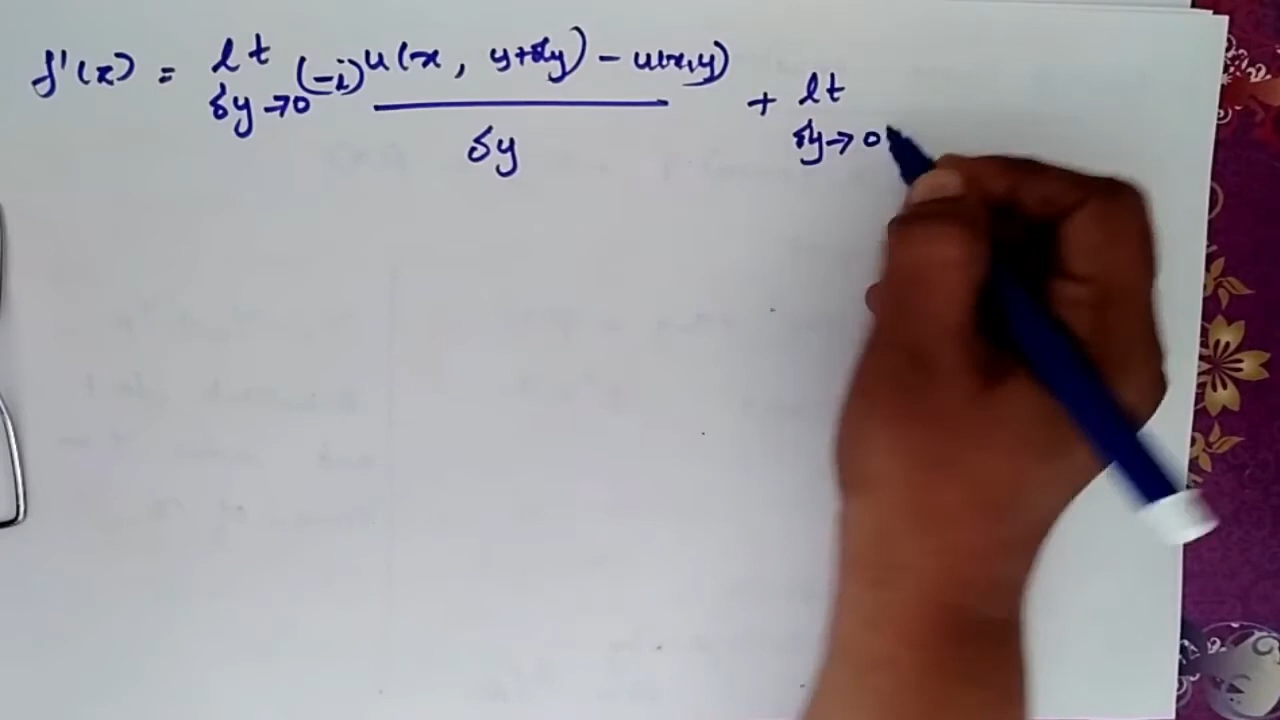 f'(z) = lt δy→0 (-i) u(x, y+δy) - u(x,y) / δy + lt δy→0